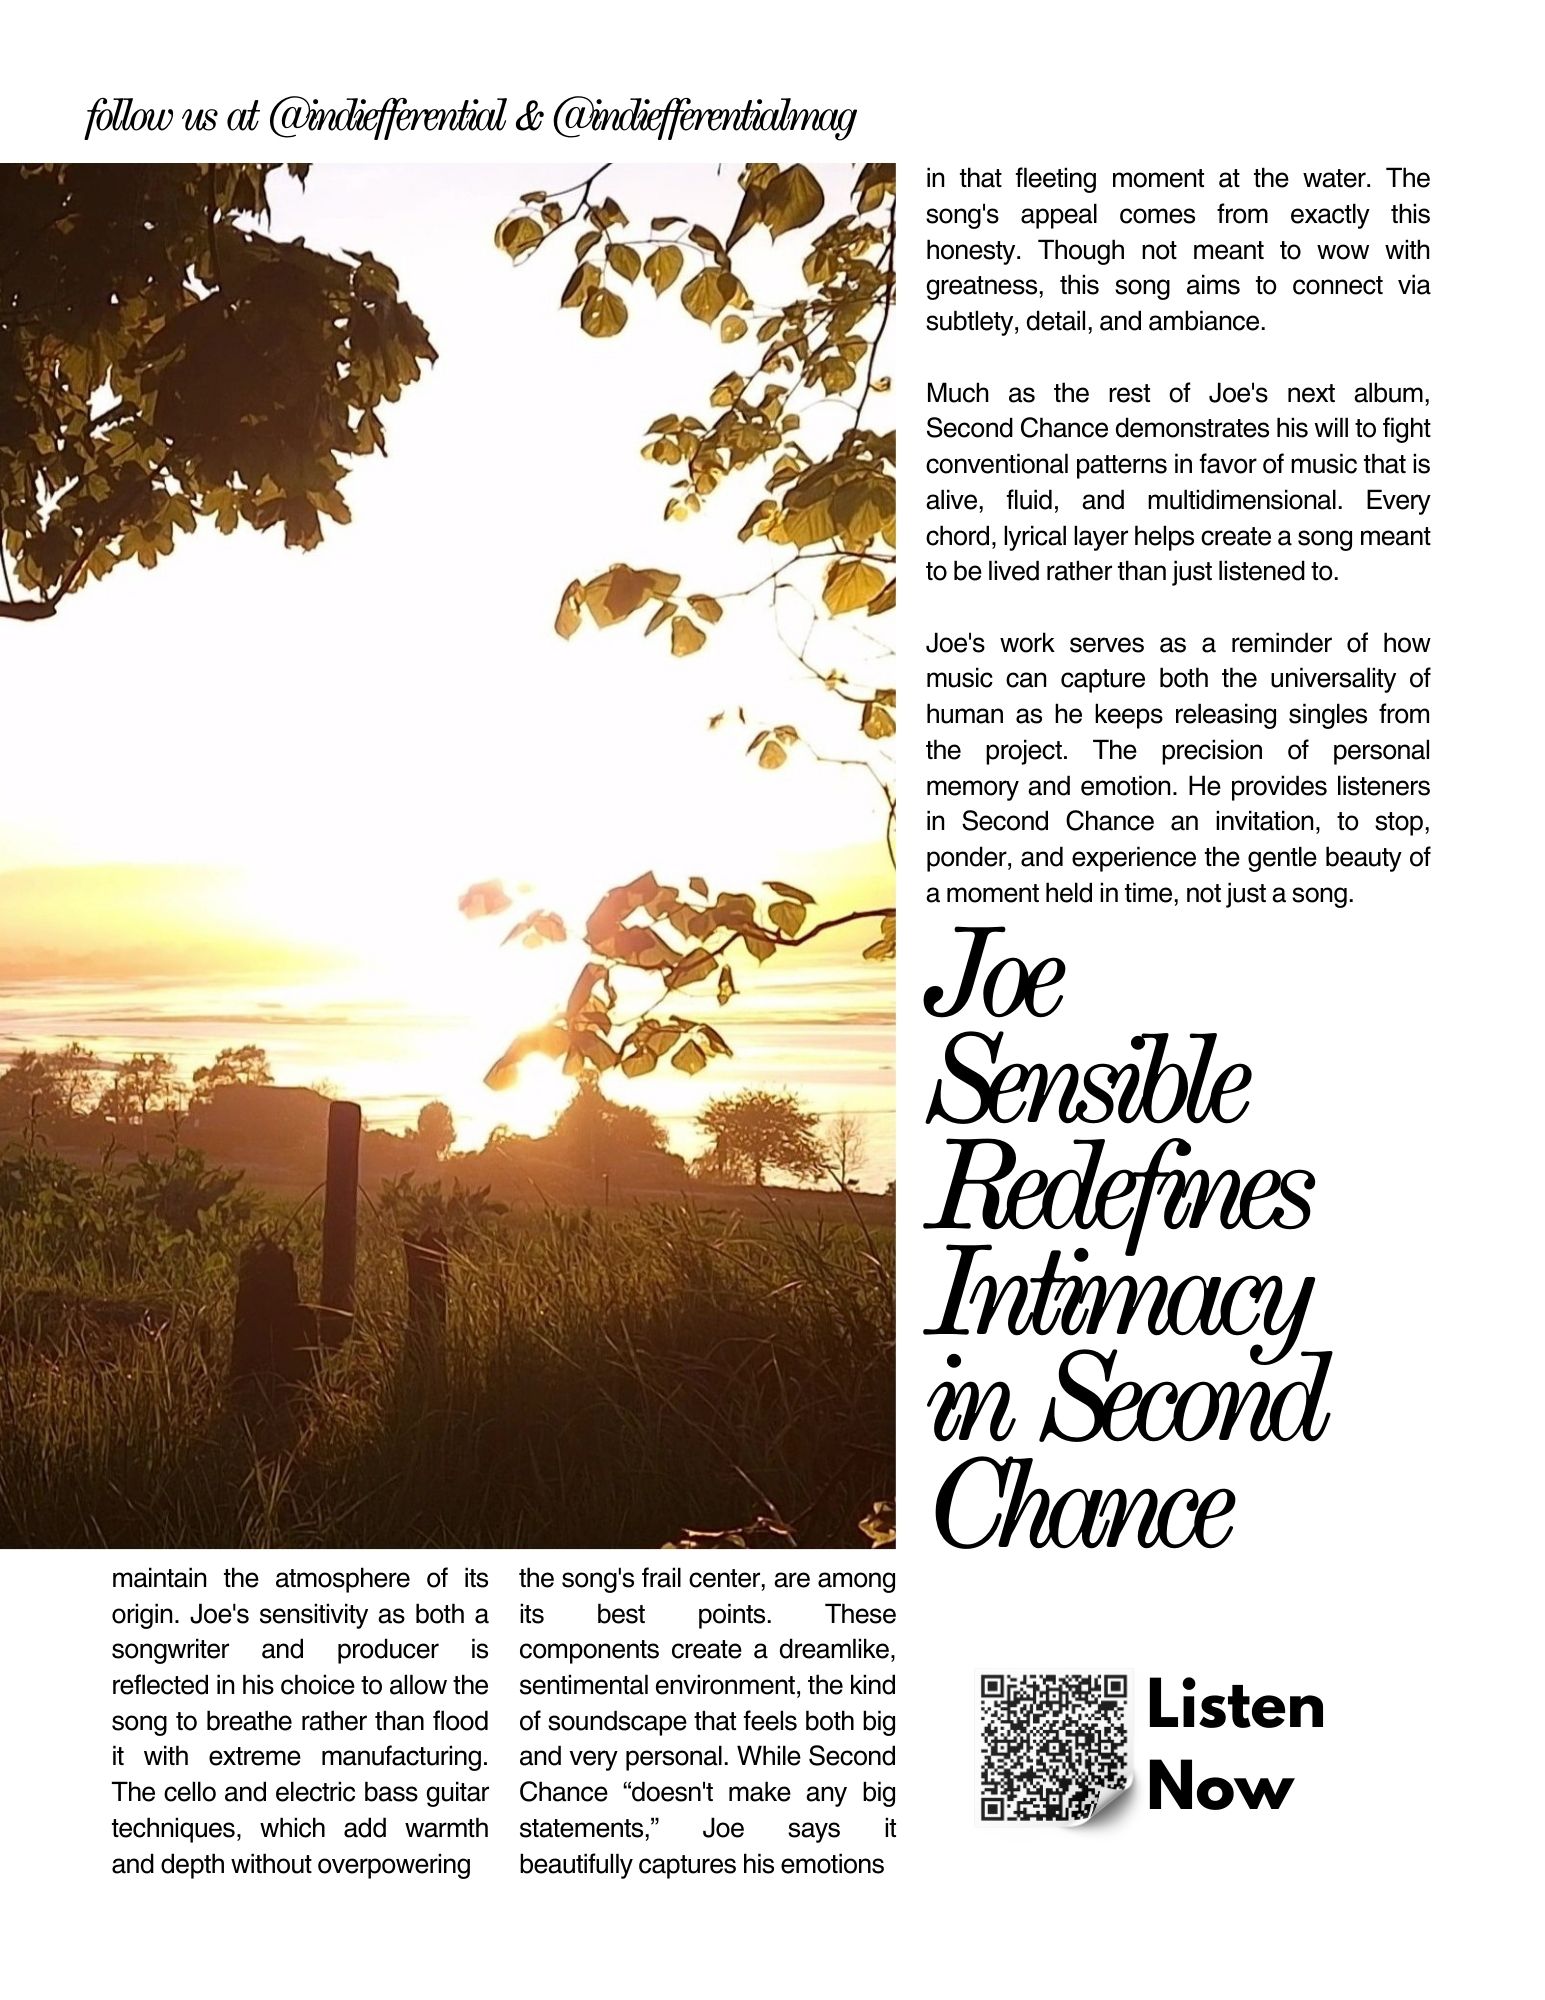 follow us at @indiefferential & @indiefferentialmag
maintain the atmosphere of its
origin. Joe's sensitivity as both a
songwriter and producer is
reflected in his choice to allow the
song to breathe rather than flood
it with extreme manufacturing.
The cello and electric bass guitar
techniques, which add warmth
and depth without overpowering
the song's frail center, are among
its best points. These
components create a dreamlike,
sentimental environment, the kind
of soundscape that feels both big
and very personal. While Second
Chance “doesn't make any big
statements,” Joe says it
beautifully captures his emotions
in that fleeting moment at the water. The
song's appeal comes from exactly this
honesty. Though not meant to wow with
greatness, this song aims to connect via
subtlety, detail, and ambiance.
Much as the rest of Joe's next album,
Second Chance demonstrates his will to fight
conventional patterns in favor of music that is
alive, fluid, and multidimensional. Every
chord, lyrical layer helps create a song meant
to be lived rather than just listened to.
Joe's work serves as a reminder of how
music can capture both the universality of
human as he keeps releasing singles from
the project. The precision of personal
memory and emotion. He provides listeners
in Second Chance an invitation, to stop,
ponder, and experience the gentle beauty of
a moment held in time, not just a song.
Joe
Sensible
Redefines
Intimacy
in Second
Chance
Listen
Now